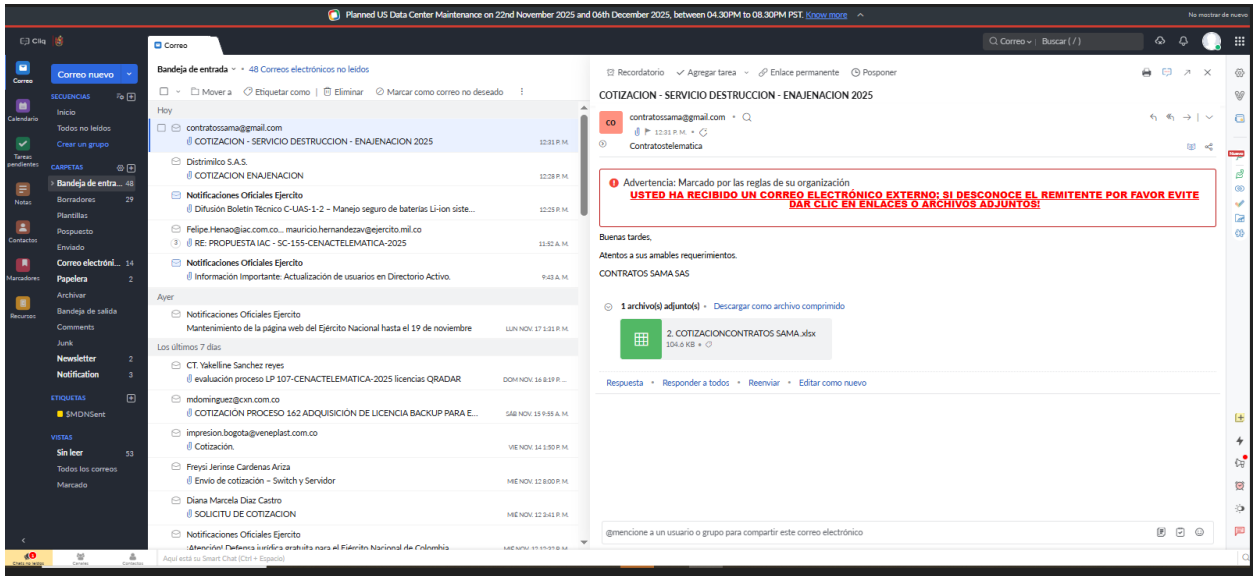 Planned US Data Center Maintenance on 22nd November 2025 and 06th December 2025, between 04.30PM to 08.30PM PST. Know more
No mostrar de nuevo
Cliq
Correo
Correo
Buscar ( / )
Correo
Calendario
Tareas pendientes
Notas
Contactos
Marcadores
Recursos
Correo nuevo
SECUENCIAS
Inicio
Todos no leídos
Crear un grupo
CARPETAS
Bandeja de entra... 48
Borradores 29
Plantillas
Pospuesto
Enviado
Correo electróni... 14
Papelera 2
Archivar
Bandeja de salida
Comments
Junk
Newsletter 2
Notification 3
ETIQUETAS
$MDNSent
VISTAS
Sin leer 53
Todos los correos
Marcado
Bandeja de entrada • 48 Correos electrónicos no leídos
Mover a Etiquetar como Eliminar Marcar como correo no deseado
Hoy
contratossama@gmail.com
COTIZACION - SERVICIO DESTRUCCION - ENAJENACION 2025 12:31 P. M.
Distrimilco S.A.S.
COTIZACION ENAJENACION 12:28 P. M.
Notificaciones Oficiales Ejercito
Difusión Boletín Técnico C-UAS-1-2 – Manejo seguro de baterías Li-ion siste... 12:25 P. M.
Felipe.Henao@iac.com.co... mauricio.hernandezav@ejercito.mil.co
3 RE: PROPUESTA IAC - SC-155-CENACTELEMATICA-2025 11:52 A. M.
Notificaciones Oficiales Ejercito
Información Importante: Actualización de usuarios en Directorio Activo. 9:43 A. M.
Ayer
Notificaciones Oficiales Ejercito
Mantenimiento de la página web del Ejército Nacional hasta el 19 de noviembre LUN NOV. 17 1:31 P. M.
Los últimos 7 días
CT. Yakelline Sanchez reyes
evaluación proceso LP 107-CENACTELEMATICA-2025 licencias QRADAR DOM NOV. 16 8:19 P. ...
mdominguez@cxn.com.co
COTIZACIÓN PROCESO 162 ADQUISICIÓN DE LICENCIA BACKUP PARA E... SÁB NOV. 15 9:55 A. M.
impresion.bogota@veneplast.com.co
Cotización. VIE NOV. 14 1:50 P. M.
Freysi Jerinse Cardenas Ariza
Envío de cotización – Switch y Servidor MIÉ NOV. 12 8:00 P. M.
Diana Marcela Diaz Castro
SOLICITU DE COTIZACION MIÉ NOV. 12 2:41 P. M.
Notificaciones Oficiales Ejercito
¡Atención! Defensa jurídica gratuita para el Ejército Nacional de Colombia
Recordatorio Agregar tarea • Enlace permanente Posponer
COTIZACION - SERVICIO DESTRUCCION - ENAJENACION 2025
CO
contratossama@gmail.com
12:31 P. M.
Contratostelematica
Advertencia: Marcado por las reglas de su organización
USTED HA RECIBIDO UN CORREO ELECTRÓNICO EXTERNO; SI DESCONOCE EL REMITENTE POR FAVOR EVITE
DAR CLIC EN ENLACES O ARCHIVOS ADJUNTOS!
Buenas tardes,
Atentos a sus amables requerimientos.
CONTRATOS SAMA SAS
1 archivo(s) adjunto(s) • Descargar como archivo comprimido
2. COTIZACIONCONTRATOS SAMA .xlsx
104.6 KB
Respuesta • Responder a todos • Reenviar • Editar como nuevo
@mencione a un usuario o grupo para compartir este correo electrónico
Chats no leídos
Canales
Contactos
Aquí está su Smart Chat (Ctrl + Espacio)